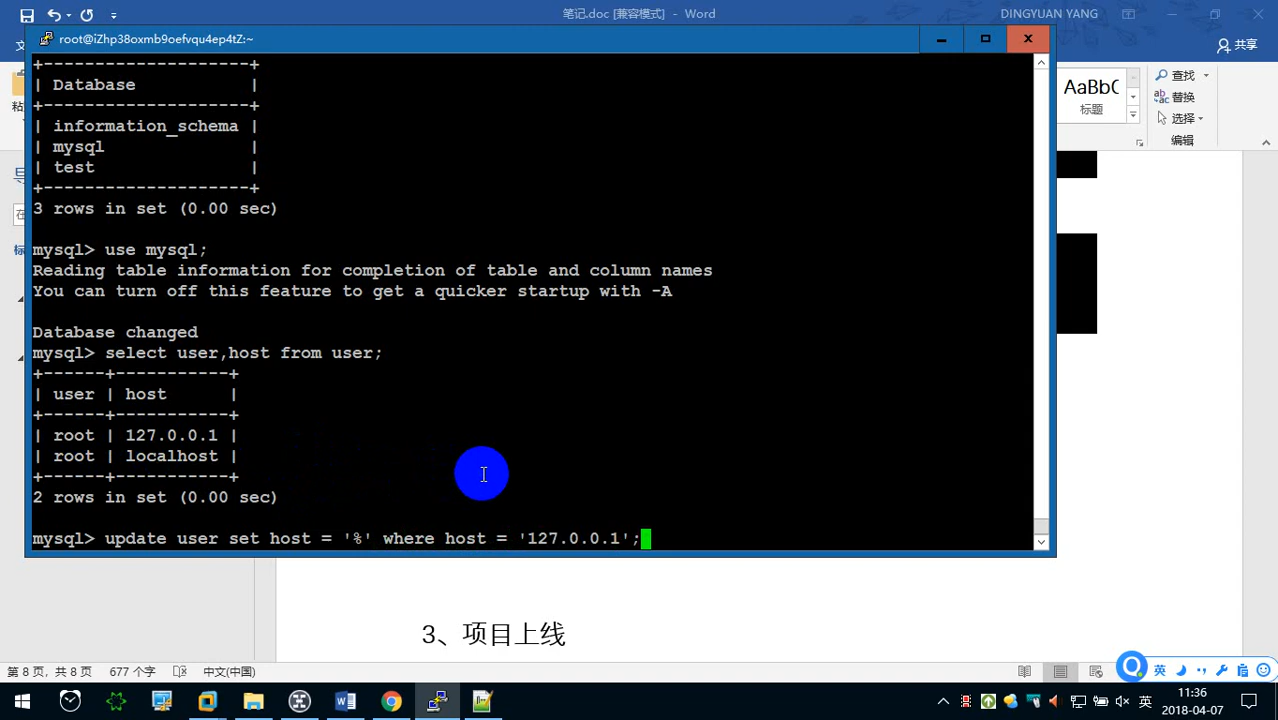 笔记.doc [兼容模式] - Word
DINGYUAN YANG
root@iZhp38oxmb9oefvqu4ep4tZ:~
共享
+--------------------+
| Database           |
+--------------------+
| information_schema |
| mysql              |
| test               |
+--------------------+
3 rows in set (0.00 sec)
mysql> use mysql;
Reading table information for completion of table and column names
You can turn off this feature to get a quicker startup with -A
Database changed
mysql> select user,host from user;
+------+-----------+
| user | host      |
+------+-----------+
| root | 127.0.0.1 |
| root | localhost |
+------+-----------+
2 rows in set (0.00 sec)
mysql> update user set host = '%' where host = '127.0.0.1';
AaBbC
标题
查找
替换
选择
编辑
3、项目上线
第 8 页，共 8 页
677 个字
中文(中国)
英
英
11:36
2018-04-07